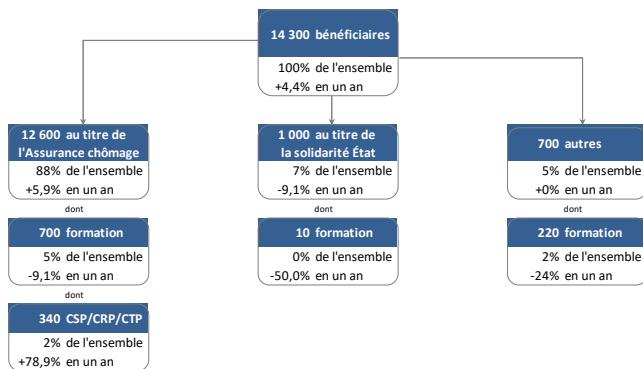 14 300 bénéficiaires
100% de l'ensemble
+4,4% en un an
12 600 au titre de
l'Assurance chômage
88% de l'ensemble
+5,9% en un an
dont
700 formation
5% de l'ensemble
-9,1% en un an
dont
340 CSP/CRP/CTP
2% de l'ensemble
+78,9% en un an
1 000 au titre de
la solidarité État
7% de l'ensemble
-9,1% en un an
dont
10 formation
0% de l'ensemble
-50,0% en un an
700 autres
5% de l'ensemble
+0% en un an
dont
220 formation
2% de l'ensemble
-24% en un an